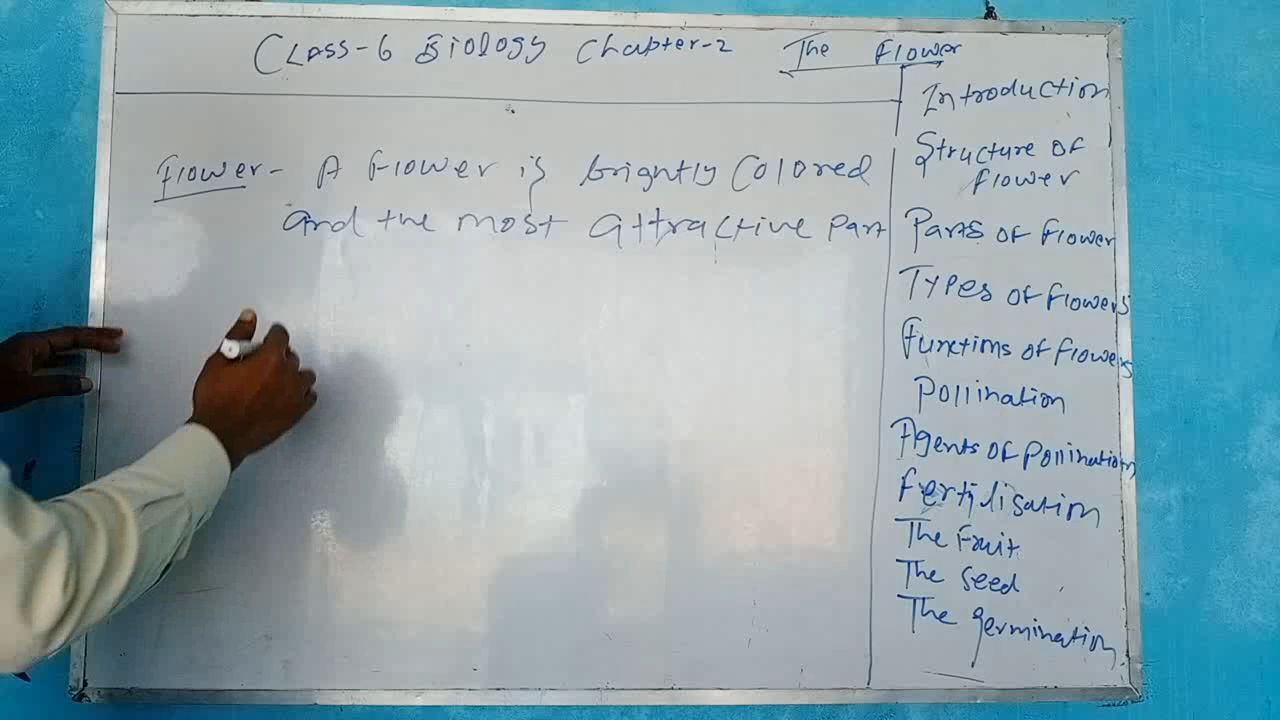 Class-6 Biology Chapter-2 The Flower
Flower - A Flower is brightly Colored
and the most attractive part
Introduction
Structure of
flower
Parts of flower
Types of flowers
Functions of flowers
Pollination
Agents of pollination
Fertilisation
The Fruit
The seed
The germination